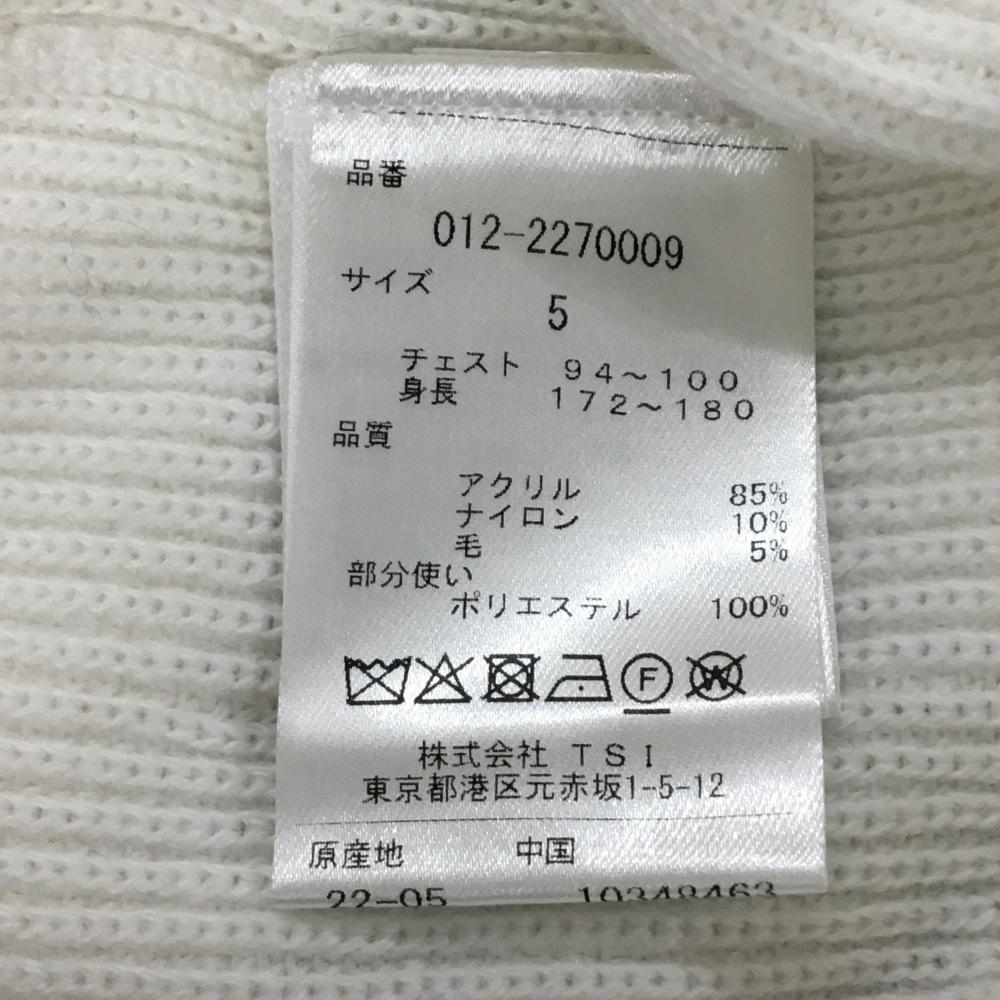 品番
012-2270009
サイズ
5
チェスト 94～100
身長 172～180
品質
アクリル 85%
ナイロン 10%
毛 5%
部分使い
ポリエステル 100%
F W
株式会社 TSI
東京都港区元赤坂1-5-12
原産地 中国
22-05 10348463